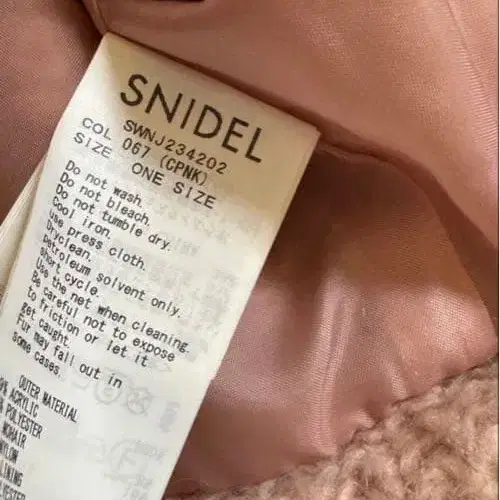 SNIDEL
SWNJ234202
COL 067 (CPNK)
SIZE ONE SIZE
Do not wash.
Do not bleach.
Do not tumble dry.
Cool iron.
use press cloth.
Dryclean.
petroleum solvent only.
short cycle.
Use the net when cleaning.
Be careful not to expose
to friction or let it
get caught.
Fur may fall out in
some cases.
OUTER MATERIAL
ACRYLIC
POLYESTER
MOHAIR
NYLON
LINING